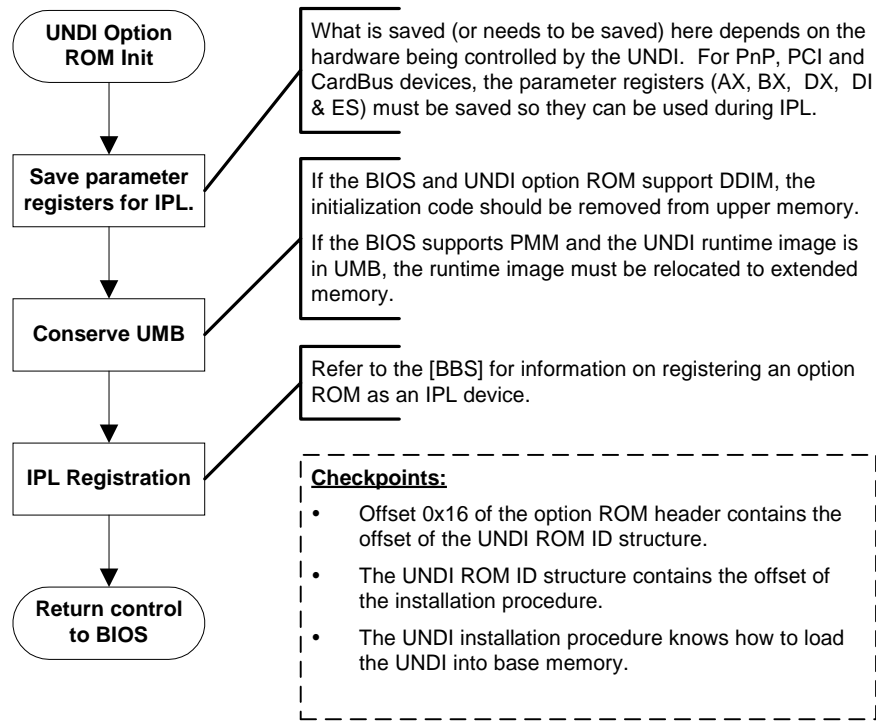 UNDI Option
ROM Init
What is saved (or needs to be saved) here depends on the
hardware being controlled by the UNDI. For PnP, PCI and
CardBus devices, the parameter registers (AX, BX, DX, DI
& ES) must be saved so they can be used during IPL.
Save parameter
registers for IPL.
If the BIOS and UNDI option ROM support DDIM, the
initialization code should be removed from upper memory.
If the BIOS supports PMM and the UNDI runtime image is
in UMB, the runtime image must be relocated to extended
memory.
Conserve UMB
Refer to the [BBS] for information on registering an option
ROM as an IPL device.
IPL Registration
Checkpoints:
• Offset 0x16 of the option ROM header contains the
offset of the UNDI ROM ID structure.
• The UNDI ROM ID structure contains the offset of
the installation procedure.
• The UNDI installation procedure knows how to load
the UNDI into base memory.
Return control
to BIOS